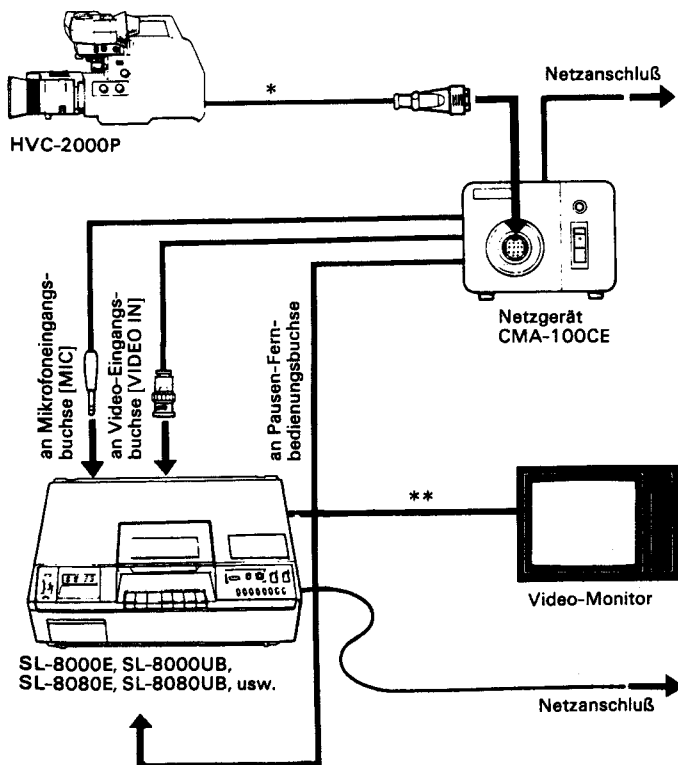 *
Netzanschluß
HVC-2000P
Netzgerät
CMA-100CE
an Mikrofoneingangs-
buchse [MIC]
an Video-Eingangs-
buchse [VIDEO IN]
an Pausen-Fern-
bedienungsbuchse
**
Video-Monitor
SL-8000E, SL-8000UB,
SL-8080E, SL-8080UB, usw.
Netzanschluß